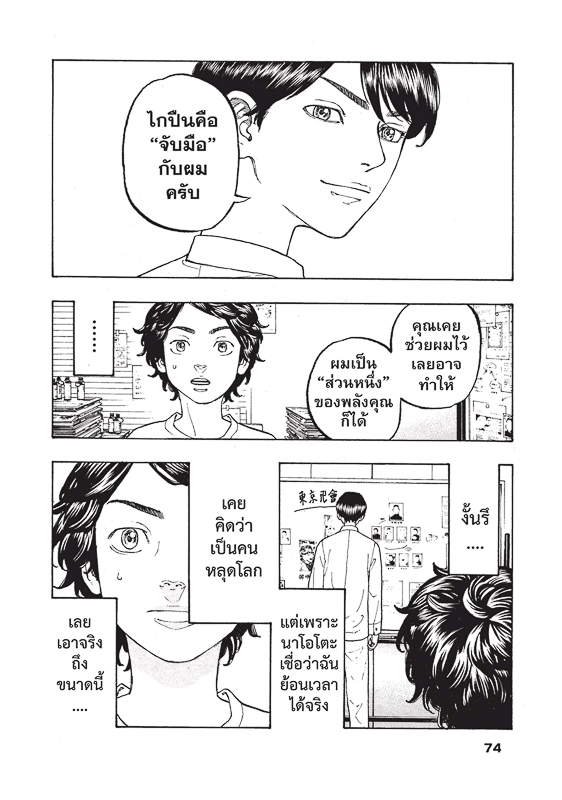 ไกปืนคือ
“จับมือ”
กับผม
ครับ
คุณเคย
ช่วยผมไว้
เลยอาจ
ทำให้
ผมเป็น
“ส่วนหนึ่ง”
ของพลังคุณ
ก็ได้
......
งั้นรึ
....
東京卍會
แต่เพราะ
นาโอโตะ
เชื่อว่าฉัน
ย้อนเวลา
ได้จริง
เคย
คิดว่า
เป็นคน
หลุดโลก
เลย
เอาจริง
ถึง
ขนาดนี้
....
74